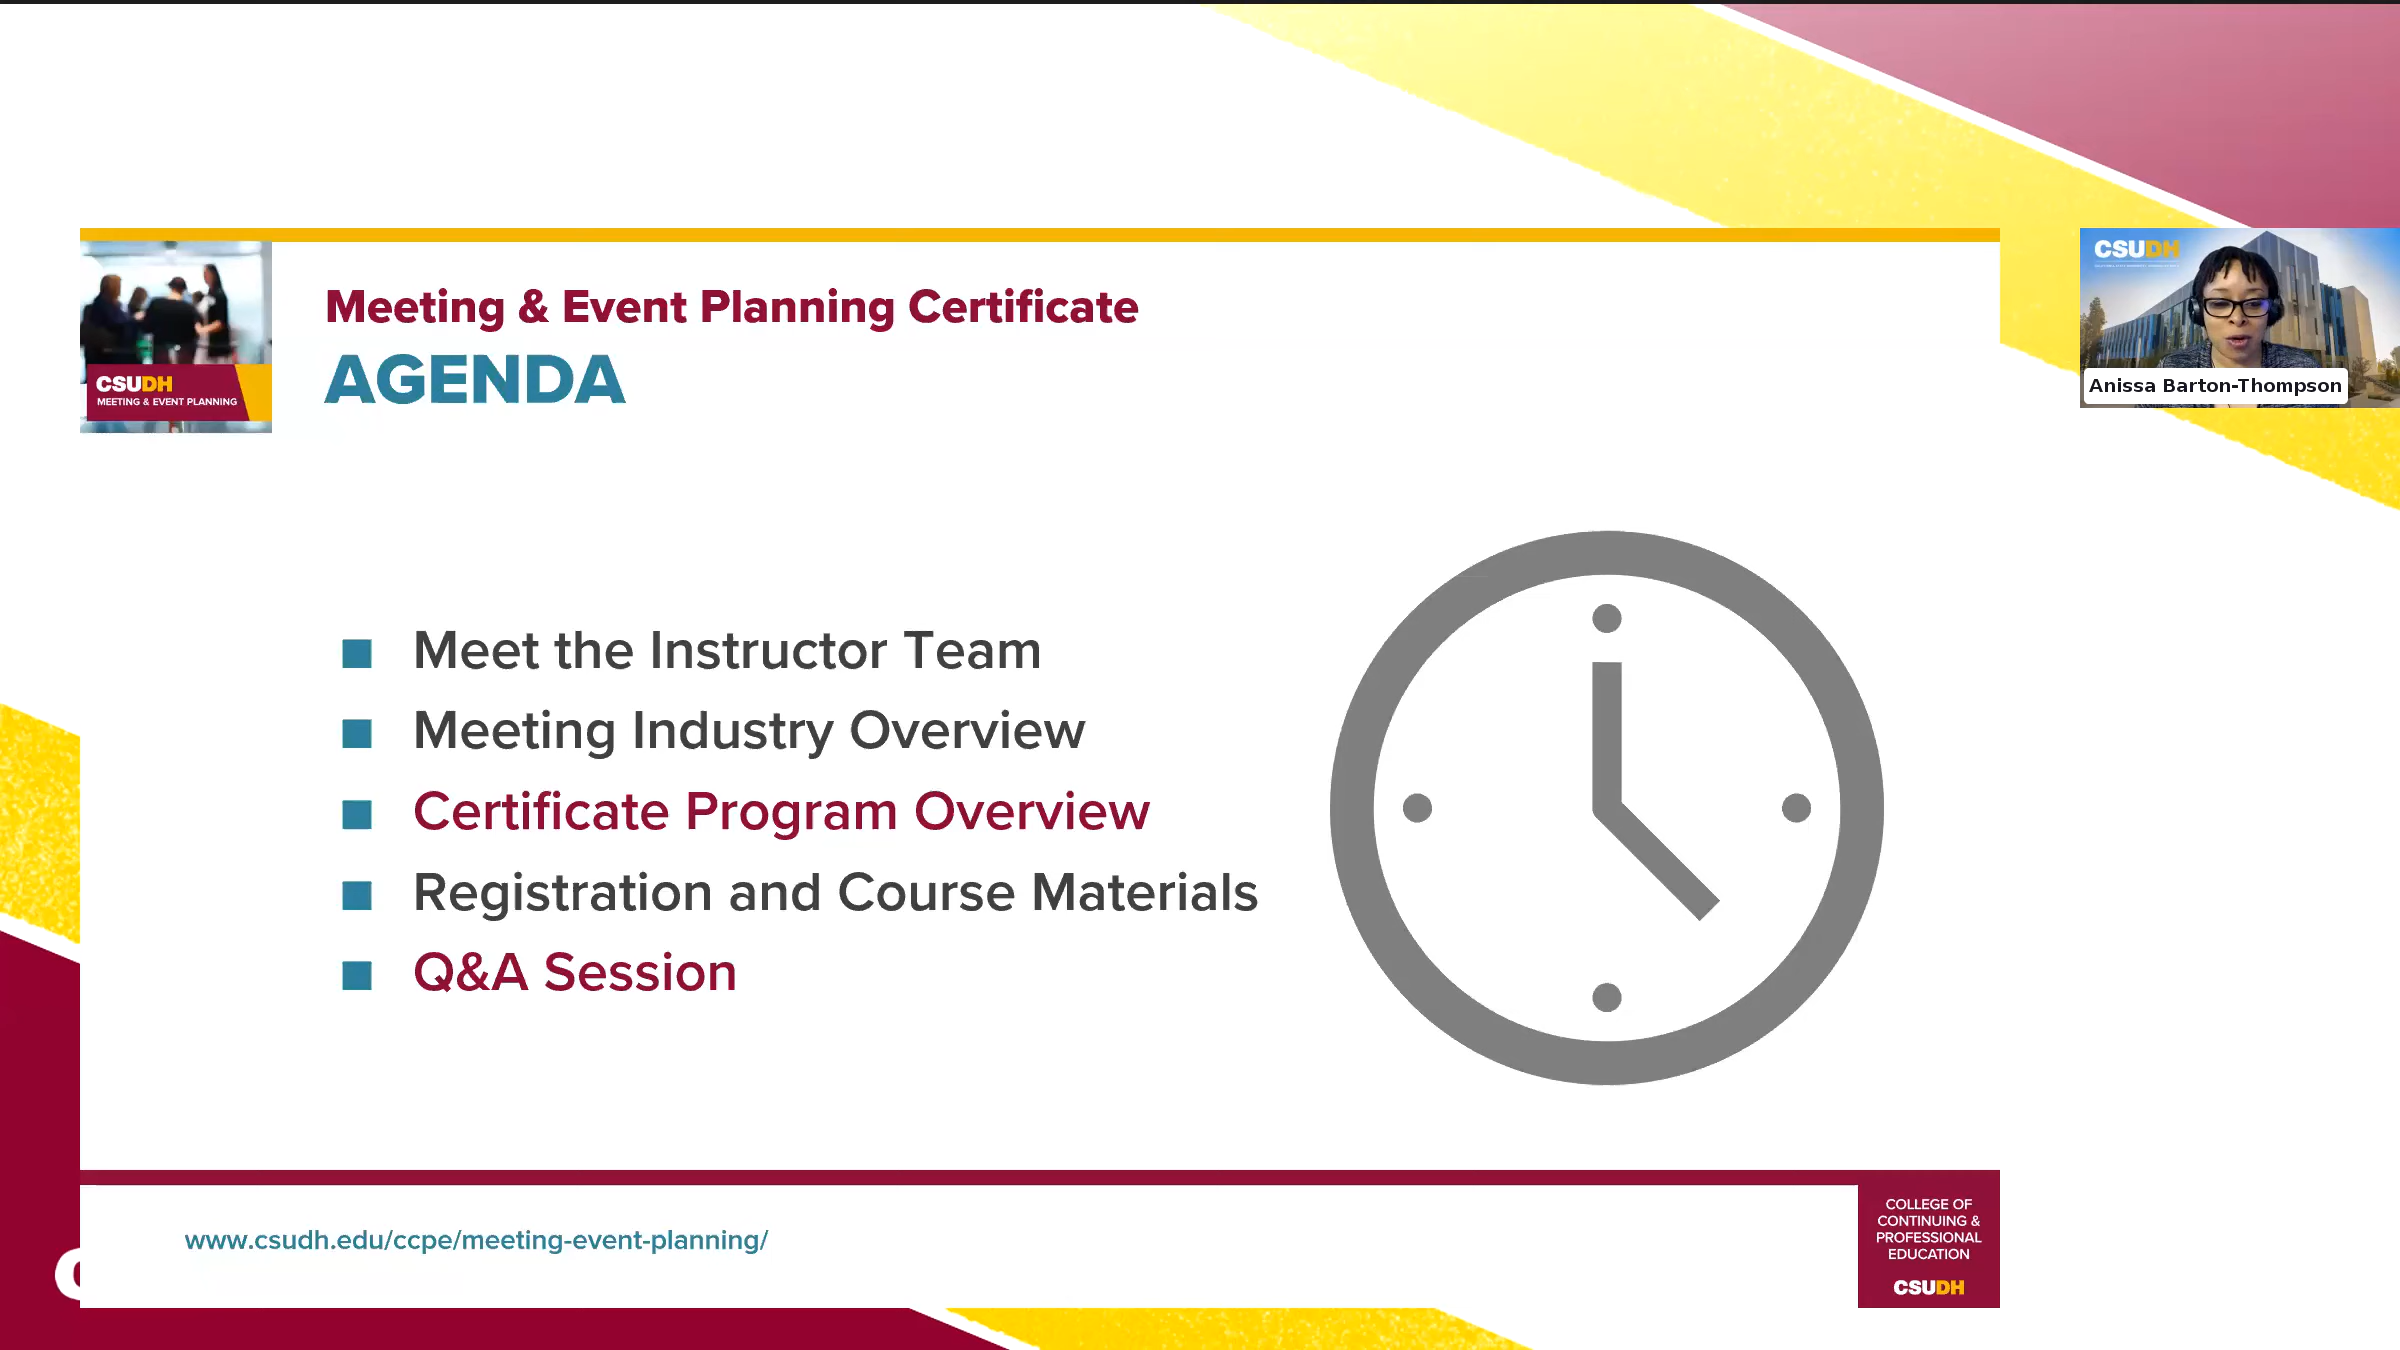 CSUDH
MEETING & EVENT PLANNING
Meeting & Event Planning Certificate
AGENDA
CSUDH
Anissa Barton-Thompson
Meet the Instructor Team
Meeting Industry Overview
Certificate Program Overview
Registration and Course Materials
Q&A Session
www.csudh.edu/ccpe/meeting-event-planning/
COLLEGE OF
CONTINUING &
PROFESSIONAL
EDUCATION
CSUDH